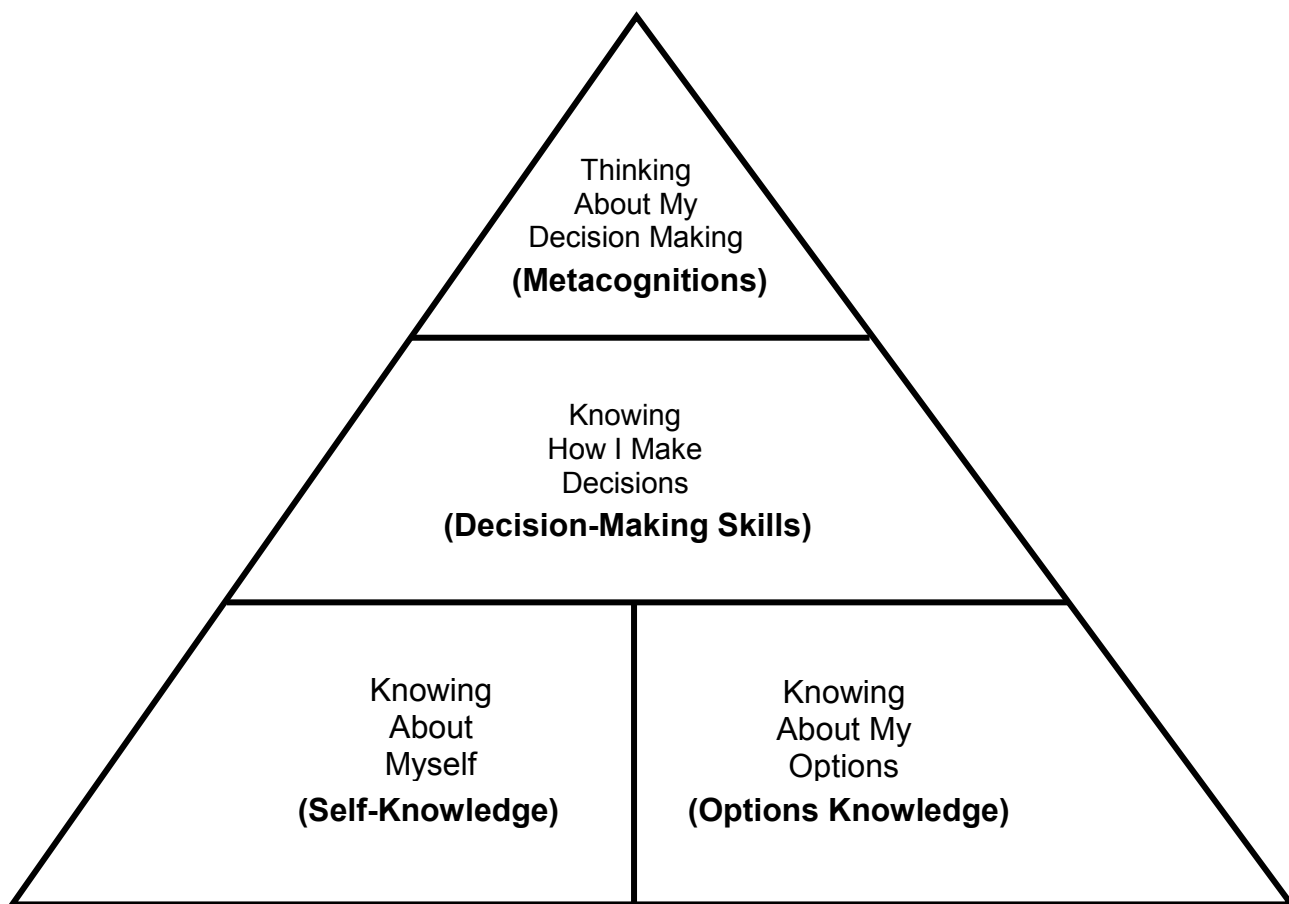 Thinking
About My
Decision Making
(Metacognitions)
Knowing
How I Make
Decisions
(Decision-Making Skills)
Knowing
About
Myself
(Self-Knowledge)
Knowing
About My
Options
(Options Knowledge)